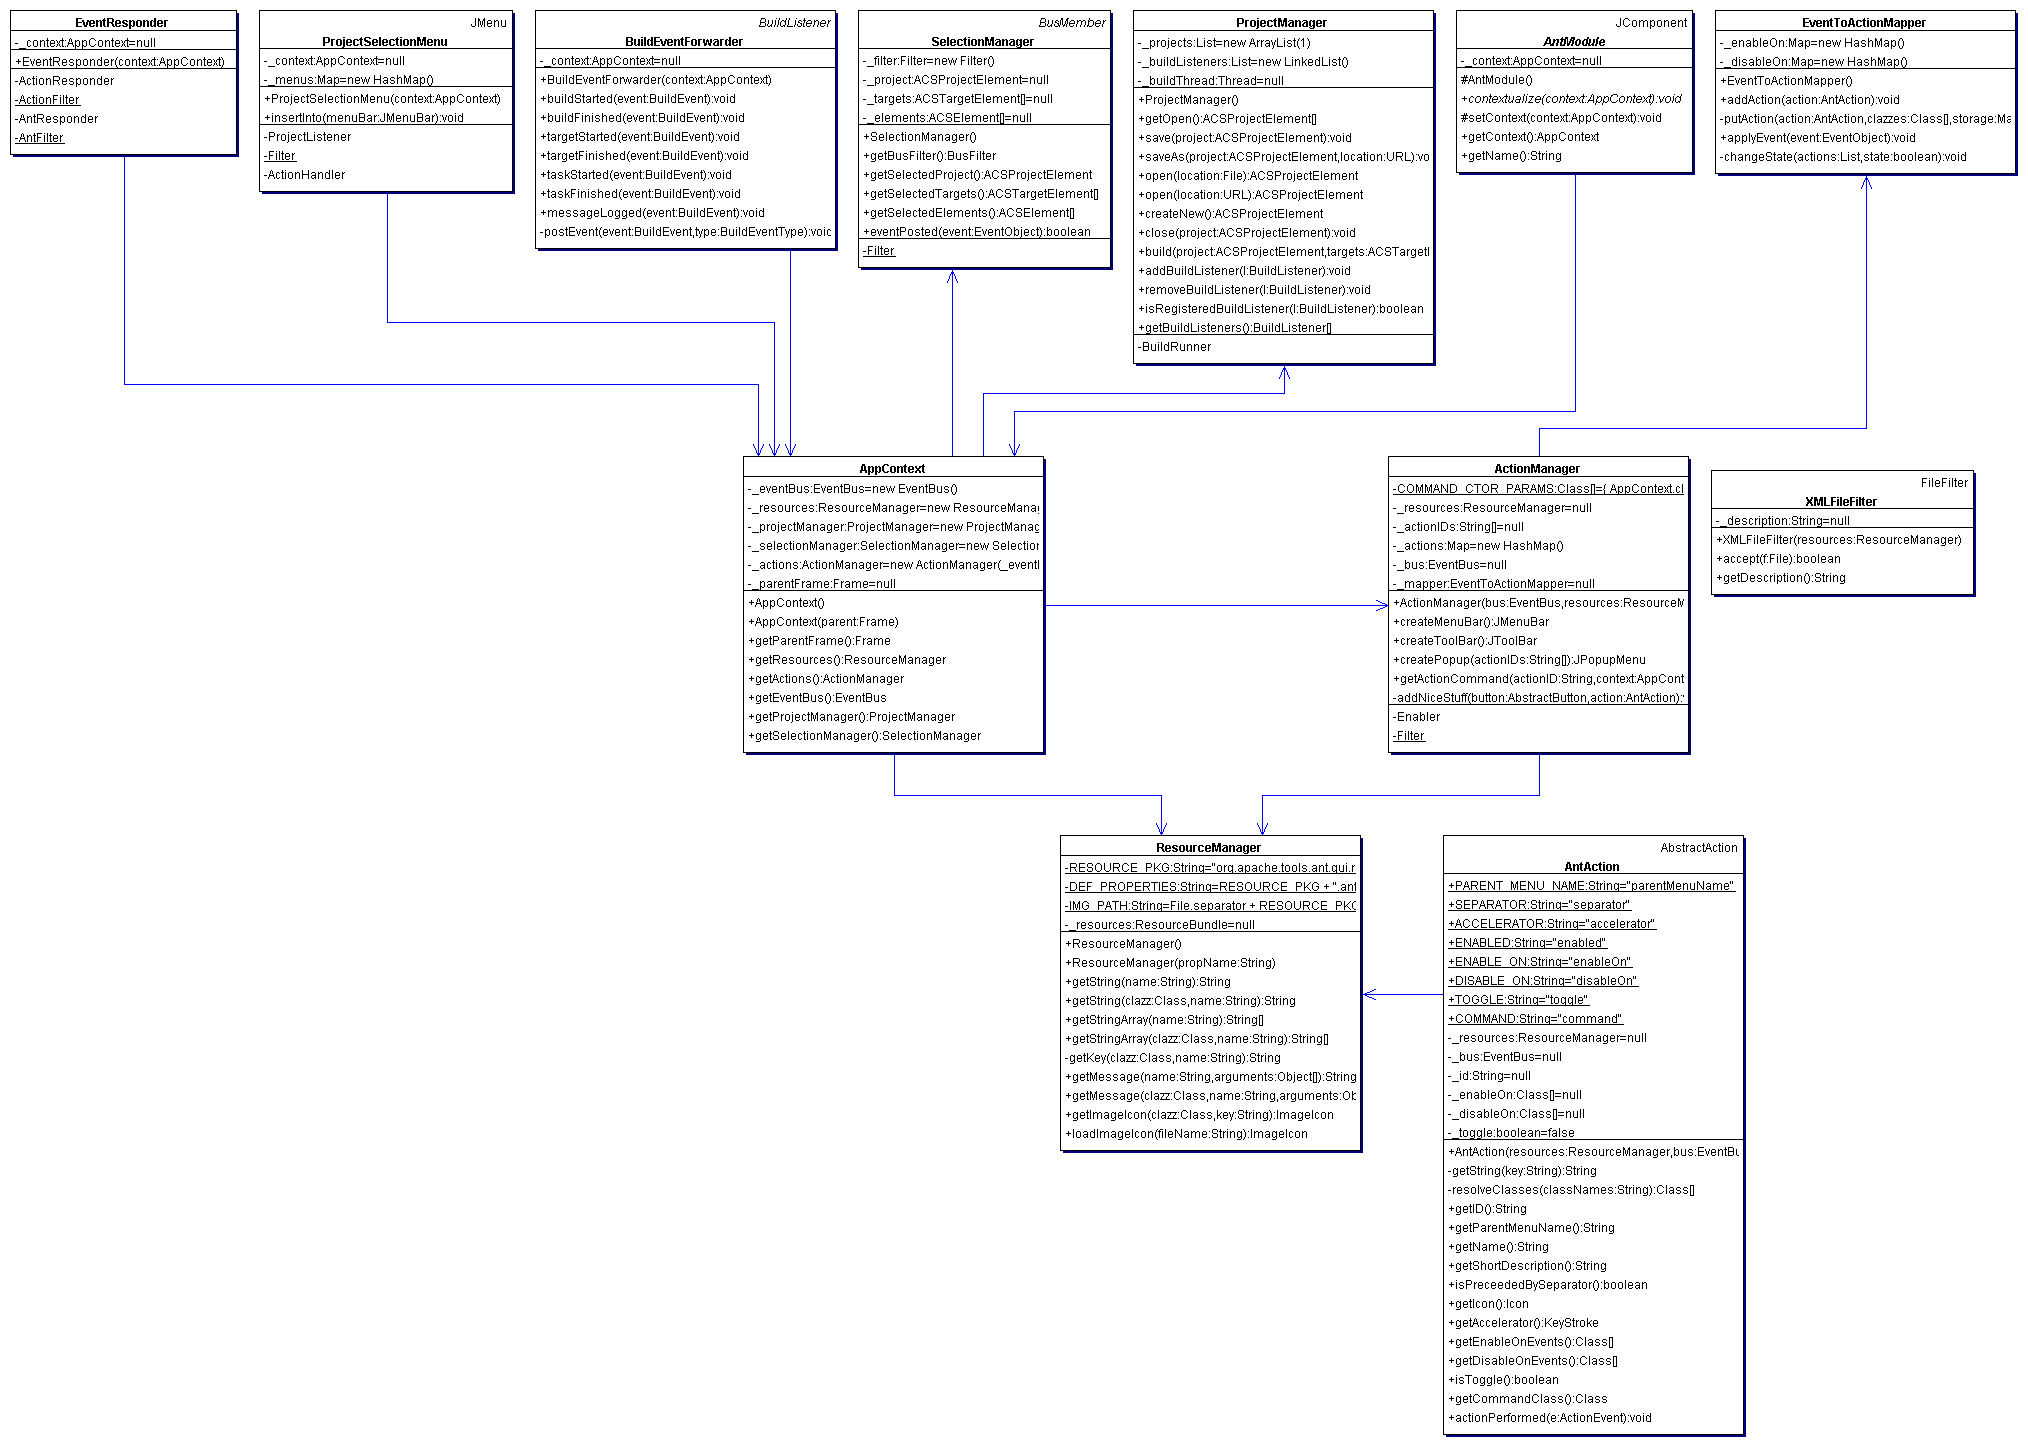 EventResponder
-_context:AppContext=null
+EventResponder(context:AppContext)
-ActionResponder
-ActionFilter
-AntResponder
-AntFilter
JMenu
ProjectSelectionMenu
-_context:AppContext=null
-_menus:Map=new HashMap()
+ProjectSelectionMenu(context:AppContext)
+insertInto(menuBar:JMenuBar):void
-ProjectListener
-Filter
-ActionHandler
BuildListener
BuildEventForwarder
-_context:AppContext=null
+BuildEventForwarder(context:AppContext)
+buildStarted(event:BuildEvent):void
+buildFinished(event:BuildEvent):void
+targetStarted(event:BuildEvent):void
+targetFinished(event:BuildEvent):void
+taskStarted(event:BuildEvent):void
+taskFinished(event:BuildEvent):void
+messageLogged(event:BuildEvent):void
-postEvent(event:BuildEvent,type:BuildEventType):voic
BusMember
SelectionManager
-_filter:Filter=new Filter()
-_project:ACSProjectElement=null
-_targets:ACSTargetElement[]=null
-_elements:ACSElement[]=null
+SelectionManager()
+getBusFilter():BusFilter
+getSelectedProject():ACSProjectElement
+getSelectedTargets():ACSTargetElement[]
+getSelectedElements():ACSElement[]
+eventPosted(event:EventObject):boolean
-Filter
ProjectManager
-_projects:List=new ArrayList(1)
-_buildListeners:List=new LinkedList()
-_buildThread:Thread=null
+ProjectManager()
+getOpen():ACSProjectElement[]
+save(project:ACSProjectElement):void
+saveAs(project:ACSProjectElement,location:URL):vo
+open(location:File):ACSProjectElement
+open(location:URL):ACSProjectElement
+createNew():ACSProjectElement
+close(project:ACSProjectElement):void
+build(project:ACSProjectElement,targets:ACSTargetl
+addBuildListener(l:BuildListener):void
+removeBuildListener(l:BuildListener):void
+isRegisteredBuildListener(l:BuildListener):boolean
+getBuildListeners():BuildListener[]
-BuildRunner
JComponent
AntModule
-_context:AppContext=null
#AntModule()
+contextualize(context:AppContext):void
#setContext(context:AppContext):void
+getContext():AppContext
+getName():String
EventToActionMapper
-_enableOn:Map=new HashMap()
-_disableOn:Map=new HashMap()
+EventToActionMapper()
+addAction(action:AntAction):void
-putAction(action:AntAction,clazzes:Class[],storage:Ma
+applyEvent(event:EventObject):void
-changeState(actions:List,state:boolean):void
AppContext
-_eventBus:EventBus=new EventBus()
-_resources:ResourceManager=new ResourceManag
-_projectManager:ProjectManager=new ProjectManag
-_selectionManager:SelectionManager=new Selection
-_actions:ActionManager=new ActionManager(_eventl
-_parentFrame:Frame=null
+AppContext()
+AppContext(parent:Frame)
+getParentFrame():Frame
+getResources():ResourceManager
+getActions():ActionManager
+getEventBus():EventBus
+getProjectManager():ProjectManager
+getSelectionManager():SelectionManager
ActionManager
-COMMAND_CTOR_PARAMS:Class[]={ AppContext.cl
-_resources:ResourceManager=null
-_actionIDs:String[]=null
-_actions:Map=new HashMap()
-_bus:EventBus=null
-_mapper:EventToActionMapper=null
+ActionManager(bus:EventBus,resources:ResourceM
+createMenuBar():JMenuBar
+createToolBar():JToolBar
+createPopup(actionIDs:String[]):JPopupMenu
+getActionCommand(actionID:String,context:AppCont
-addNiceStuff(button:AbstractButton,action:AntAction):
-Enabler
-Filter
FileFilter
XMLFileFilter
-_description:String=null
+XMLFileFilter(resources:ResourceManager)
+accept(f:File):boolean
+getDescription():String
ResourceManager
-RESOURCE_PKG:String="org.apache.tools.ant.gui.r
-DEF_PROPERTIES:String=RESOURCE_PKG + ".ant
-IMG_PATH:String=File.separator + RESOURCE_PKG
-_resources:ResourceBundle=null
+ResourceManager()
+ResourceManager(propName:String)
+getString(name:String):String
+getString(clazz:Class,name:String):String
+getStringArray(name:String):String[]
+getStringArray(clazz:Class,name:String):String[]
-getKey(clazz:Class,name:String):String
+getMessage(name:String,arguments:Object[]):String
+getMessage(clazz:Class,name:String,arguments:Ob
+getImageIcon(clazz:Class,key:String):ImageIcon
+loadImageIcon(fileName:String):ImageIcon
AbstractAction
AntAction
+PARENT_MENU_NAME:String="parentMenuName"
+SEPARATOR:String="separator"
+ACCELERATOR:String="accelerator"
+ENABLED:String="enabled"
+ENABLE_ON:String="enableOn"
+DISABLE_ON:String="disableOn"
+TOGGLE:String="toggle"
+COMMAND:String="command"
-_resources:ResourceManager=null
-_bus:EventBus=null
-_id:String=null
-_enableOn:Class[]=null
-_disableOn:Class[]=null
-_toggle:boolean=false
+AntAction(resources:ResourceManager,bus:EventBu
-getString(key:String):String
-resolveClasses(classNames:String):Class[]
+getID():String
+getParentMenuName():String
+getName():String
+getShortDescription():String
+isPreceededBySeparator():boolean
+getIcon():Icon
+getAccelerator():KeyStroke
+getEnableOnEvents():Class[]
+getDisableOnEvents():Class[]
+isToggle():boolean
+getCommandClass():Class
+actionPerformed(e:ActionEvent):void